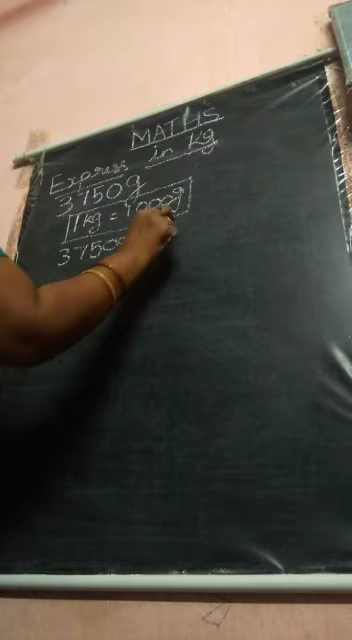 MATHS
Express in Kg
3750g
1kg = 1000g
3750g